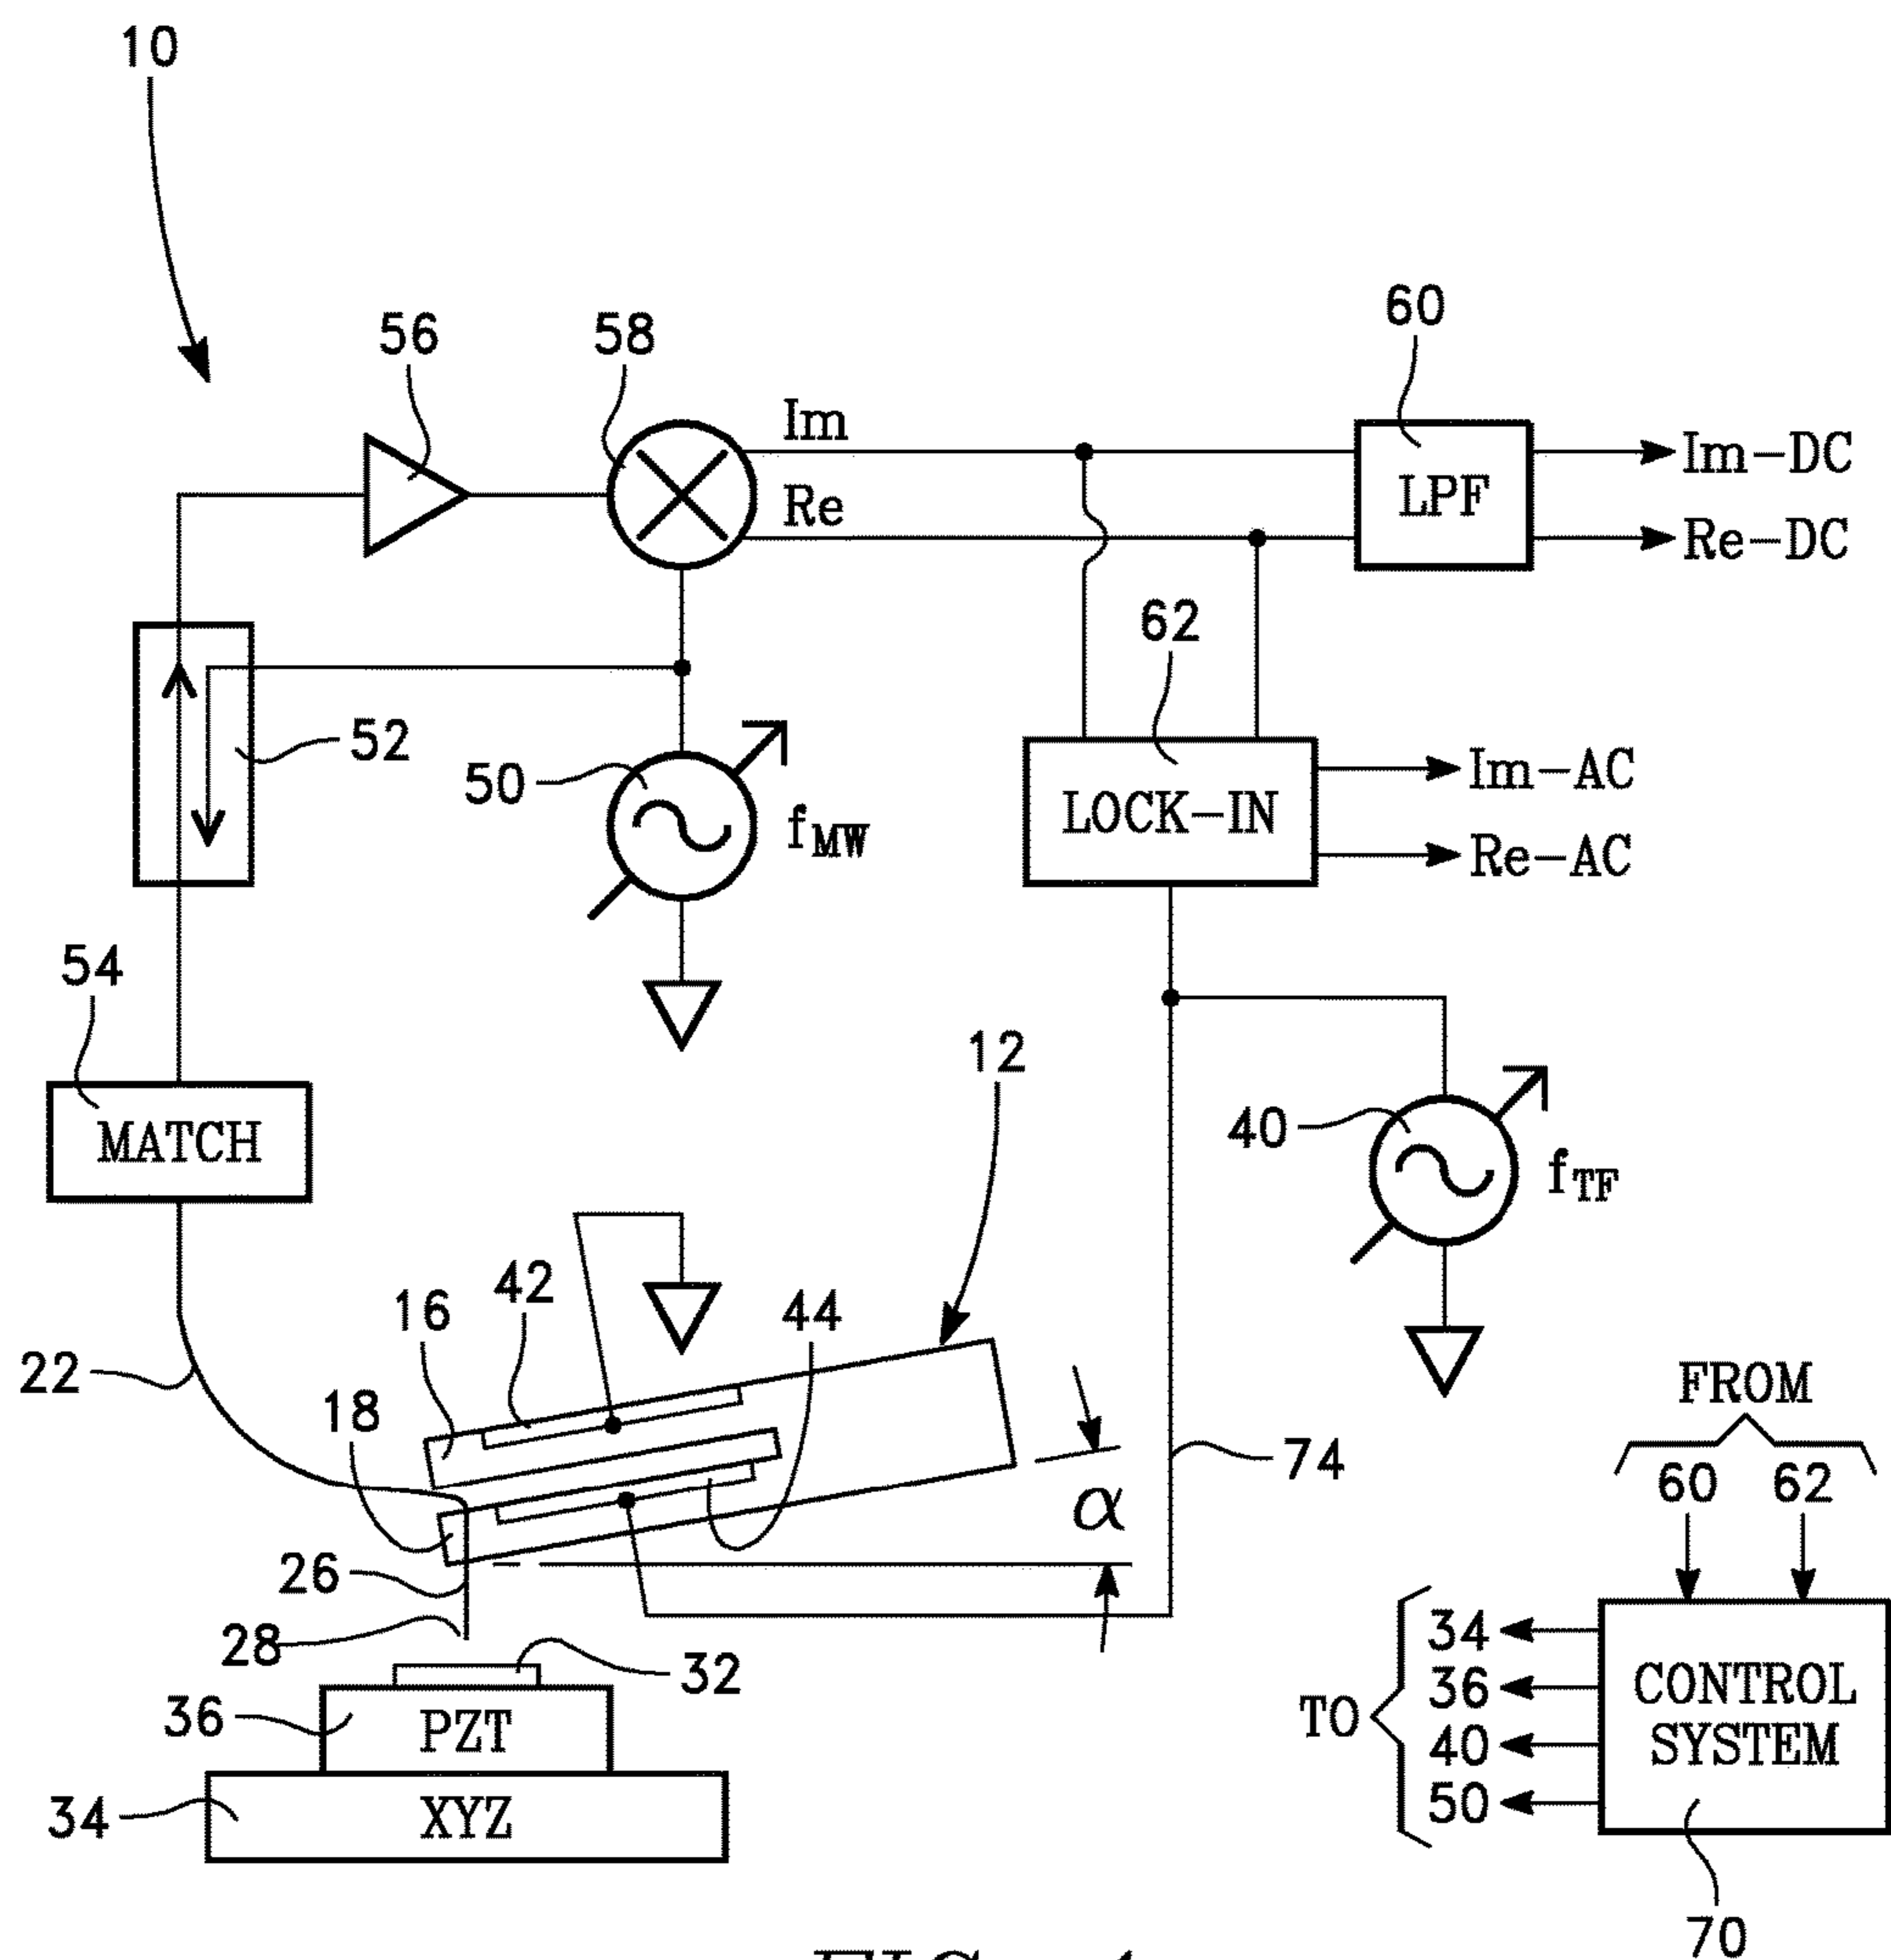 10
56
58
60
Im
Im-DC
LPF
Re
Re-DC
62
52
50
f MW
LOCK-IN
Im-AC
Re-AC
54
MATCH
12
40
f TF
16
42
44
22
18
FROM
60 62
74
α
26
28
32
36
PZT
34
XYZ
TO
34
36
40
50
CONTROL
SYSTEM
70